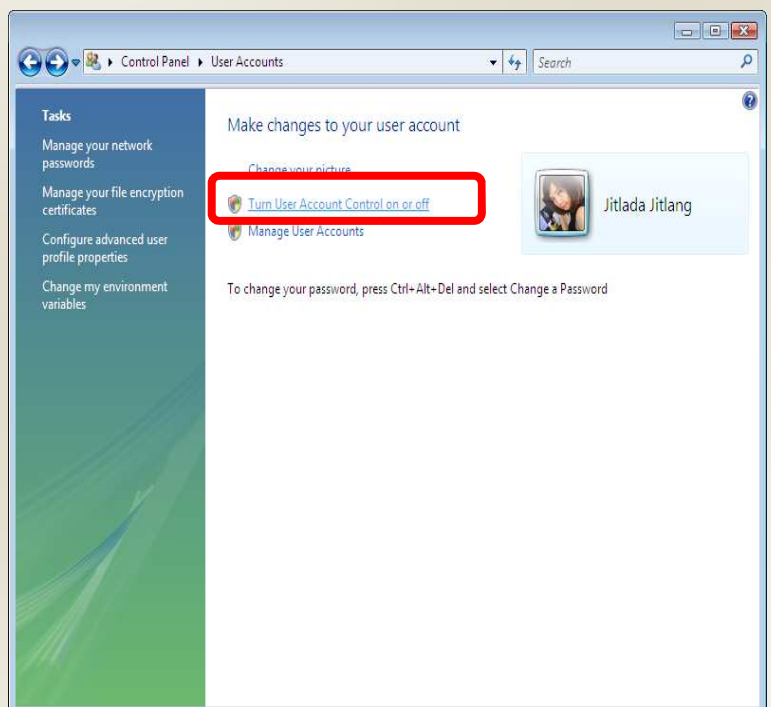 Control Panel User Accounts
Search
Tasks
Manage your network
passwords
Manage your file encryption
certificates
Configure advanced user
profile properties
Change my environment
variables
Make changes to your user account
Change your picture
Turn User Account Control on or off
Manage User Accounts
Jitlada Jitlang
To change your password, press Ctrl+Alt+Del and select Change a Password